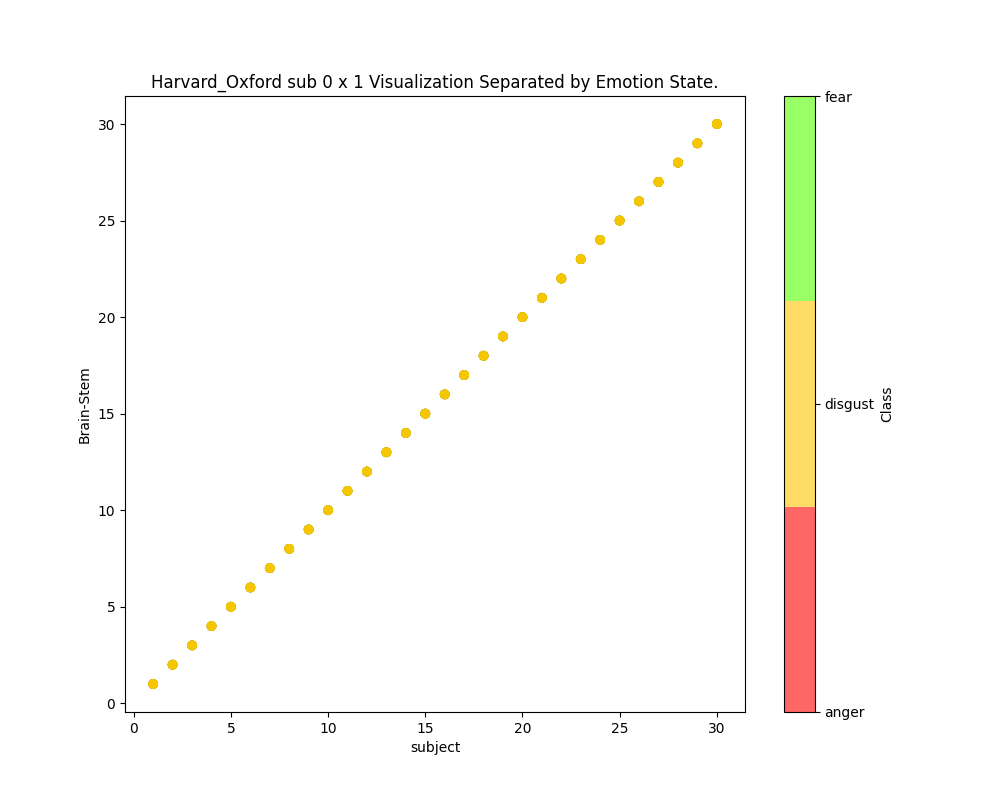 Harvard_Oxford sub 0 x 1 Visualization Separated by Emotion State.
30
25
20
15
10
5
0
Brain-Stem
0 5 10 15 20 25 30
subject
fear
disgust
anger
Class